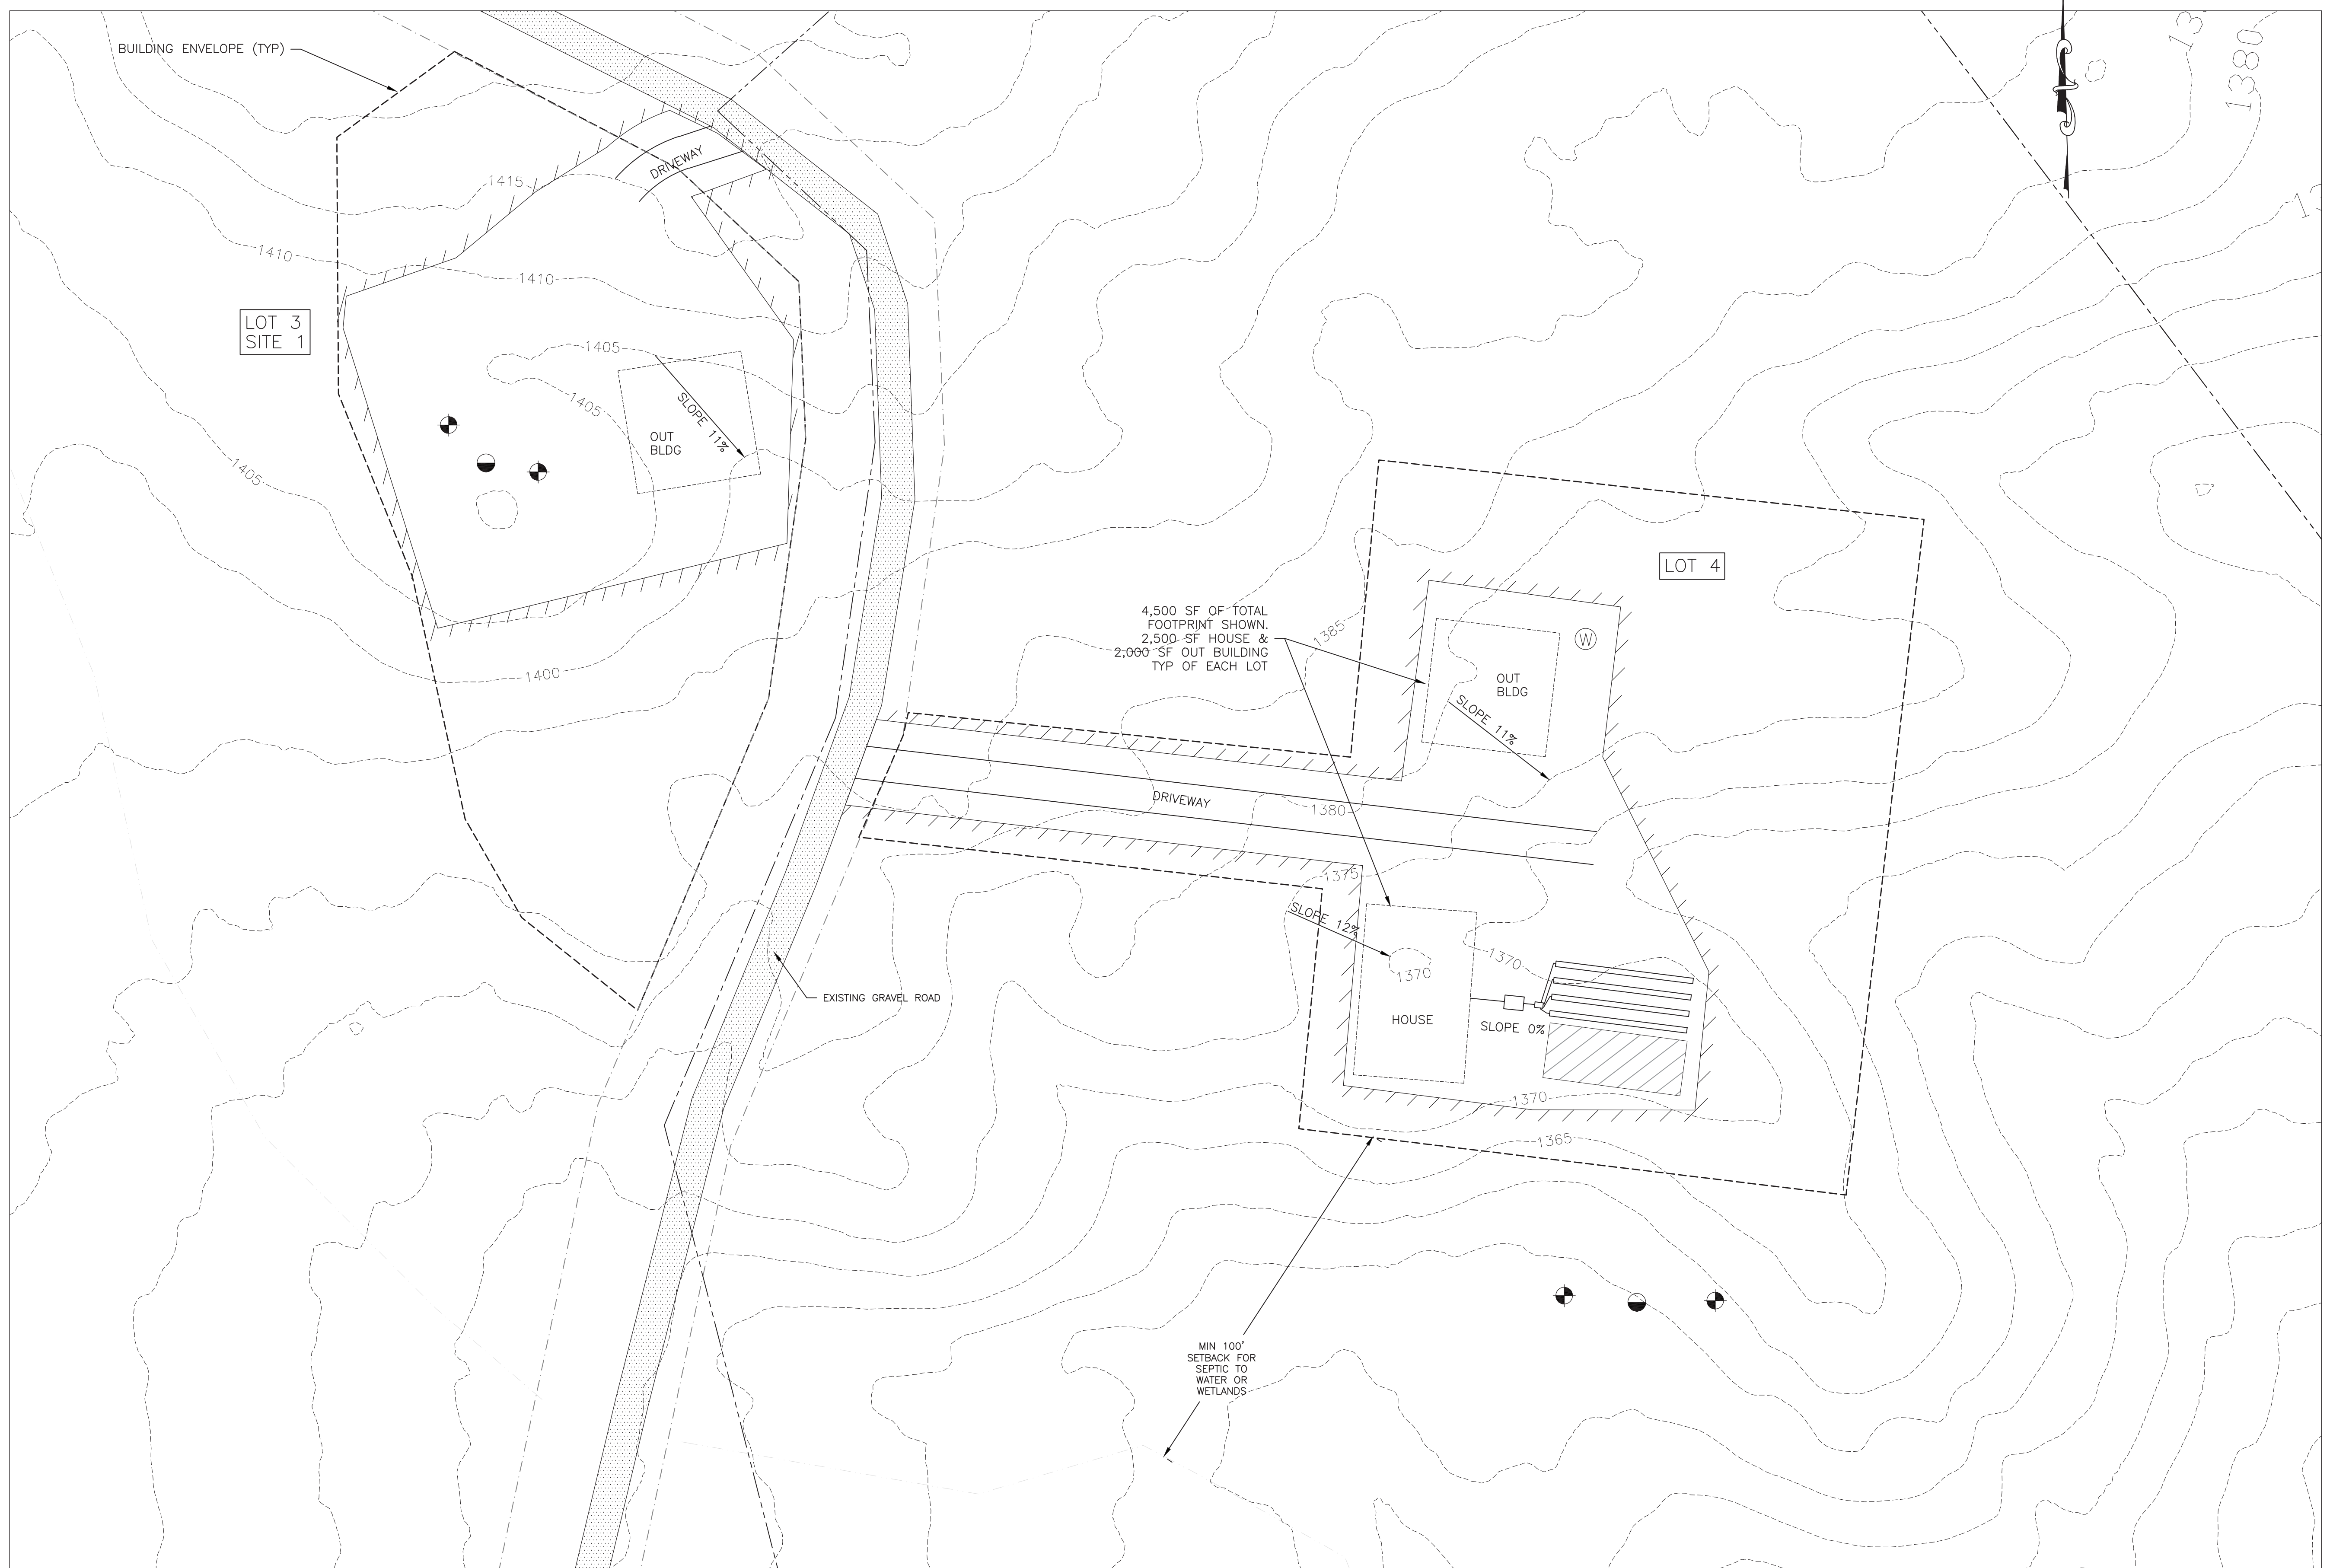 BUILDING ENVELOPE (TYP)
1380
DRIVEWAY
1415
1410
1410
LOT 3
SITE 1
1405
1405
SLOPE 11%
OUT
BLDG
1405
LOT 4
4,500 SF OF TOTAL
FOOTPRINT SHOWN.
2,500 SF HOUSE &
2,000 SF OUT BUILDING
TYP OF EACH LOT
1385
W
OUT
BLDG
SLOPE 11%
1400
DRIVEWAY
1380
1375
SLOPE 12%
1370
1370
EXISTING GRAVEL ROAD
HOUSE
SLOPE 0%
1370
1365
MIN 100'
SETBACK FOR
SEPTIC TO
WATER OR
WETLANDS